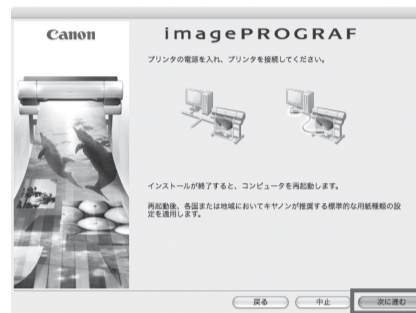 Canon
imagePROGRAF
プリンタの電源を入れ、プリンタを接続してください。
インストールが終了すると、コンピュータを再起動します。
再起動後、各国または地域においてキヤノンが推奨する標準的な用紙種類の設
定を適用します。
戻る
中止
次に進む